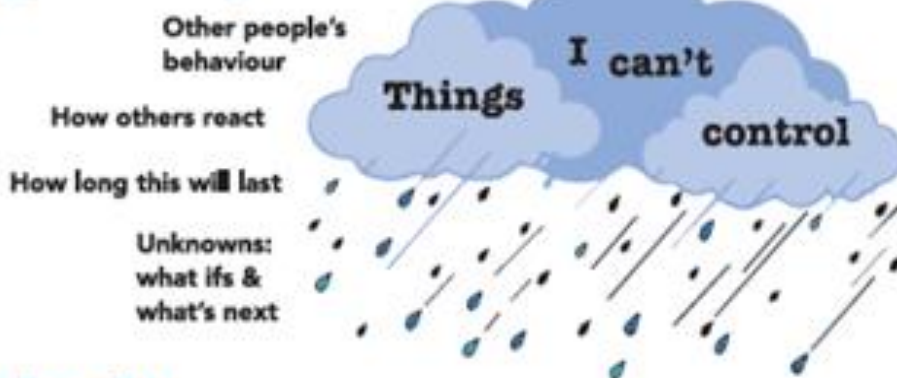 Other people's
behaviour
How others react
How long this will last
Unknowns:
what ifs &
what's next
Things
I can't
control